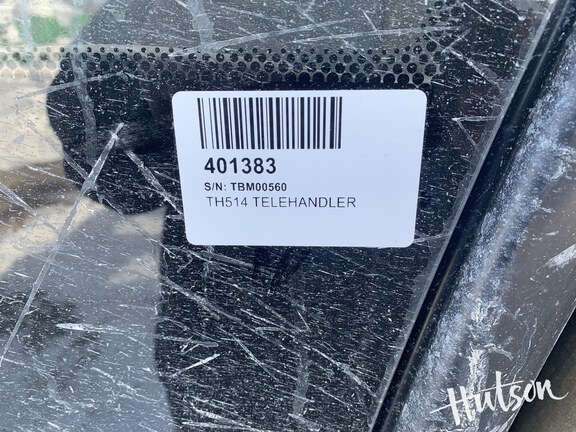 401383
S/N: TBM00560
TH514 TELEHANDLER
Hutson